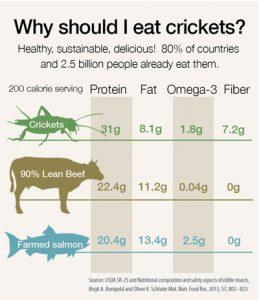 Why should I eat crickets?
Healthy, sustainable, delicious! 80% of countries
and 2.5 billion people already eat them.
200 calorie serving Protein Fat Omega-3 Fiber
Crickets 31g 8.1g 1.8g 7.2g
90% Lean Beef 22.4g 11.2g 0.04g 0g
Farmed salmon 20.4g 13.4g 2.5g 0g
Sources: USDA SR-25 and Nutritional composition and safety aspects of edible insects,
Birgit A. Rumpold and Oliver K. Schluter Mol. Nutr. Food Res. 2013, 57, 802–823.